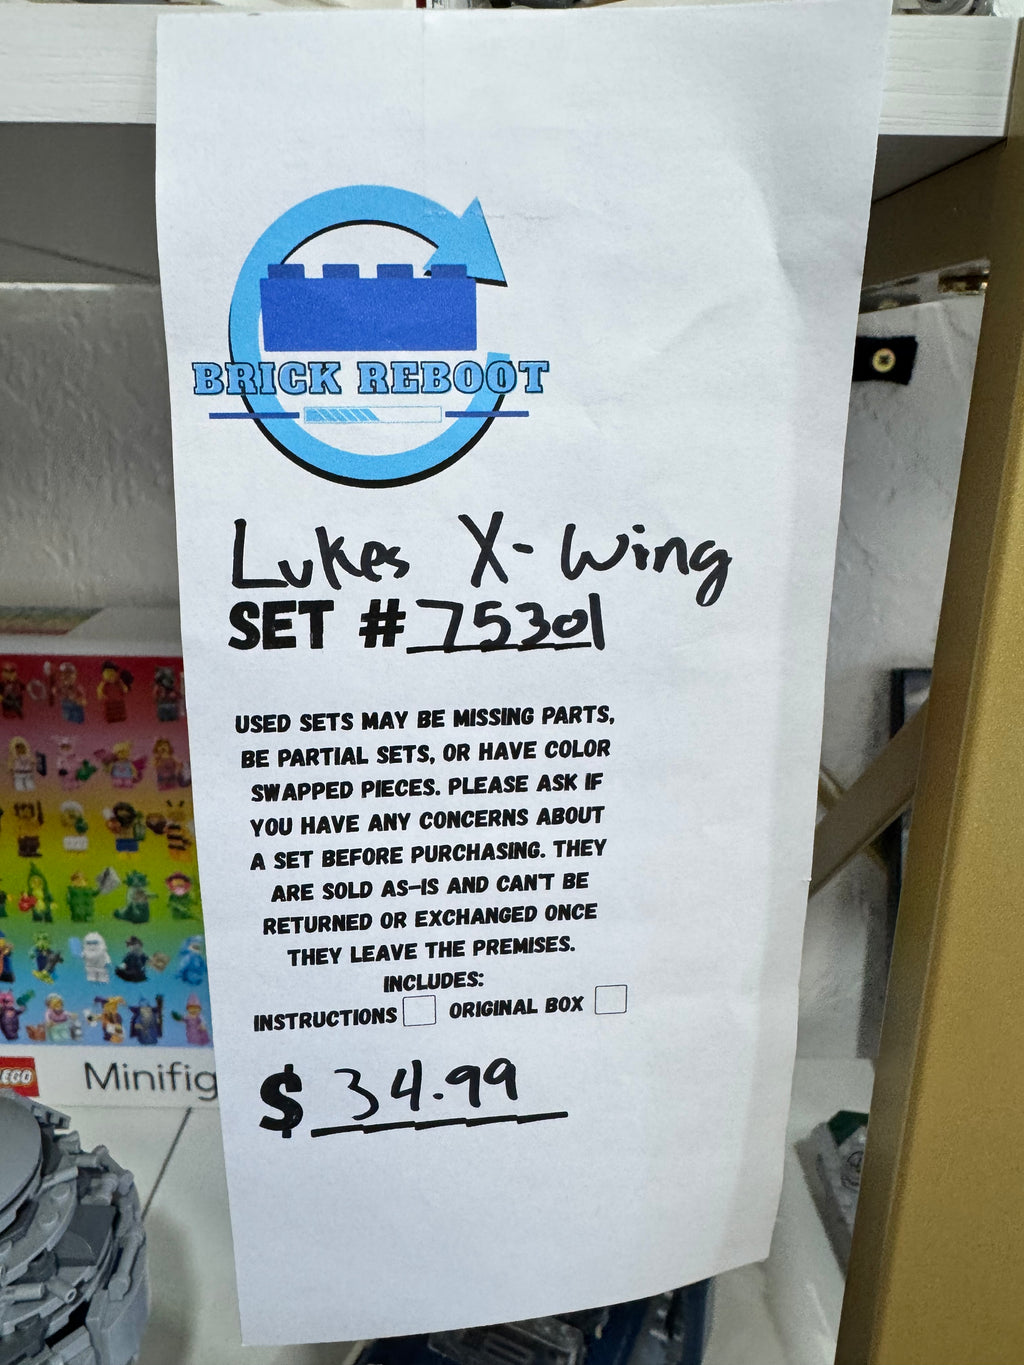 BRICK REBOOT
Lukes X-Wing
SET # 75301
USED SETS MAY BE MISSING PARTS,
BE PARTIAL SETS, OR HAVE COLOR
SWAPPED PIECES. PLEASE ASK IF
YOU HAVE ANY CONCERNS ABOUT
A SET BEFORE PURCHASING. THEY
ARE SOLD AS-IS AND CAN'T BE
RETURNED OR EXCHANGED ONCE
THEY LEAVE THE PREMISES.
INCLUDES:
INSTRUCTIONS ORIGINAL BOX
$ 34.99
LEGO Minifig